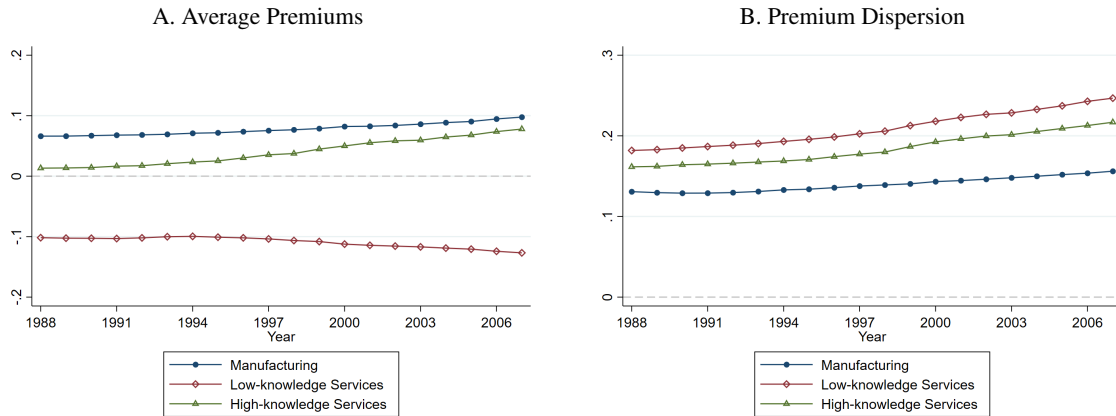 A. Average Premiums
.2
.1
0
-.1
-.2
1988 1991 1994 1997 2000 2003 2006
Year
Manufacturing
Low-knowledge Services
High-knowledge Services
B. Premium Dispersion
.3
.2
.1
0
1988 1991 1994 1997 2000 2003 2006
Year
Manufacturing
Low-knowledge Services
High-knowledge Services